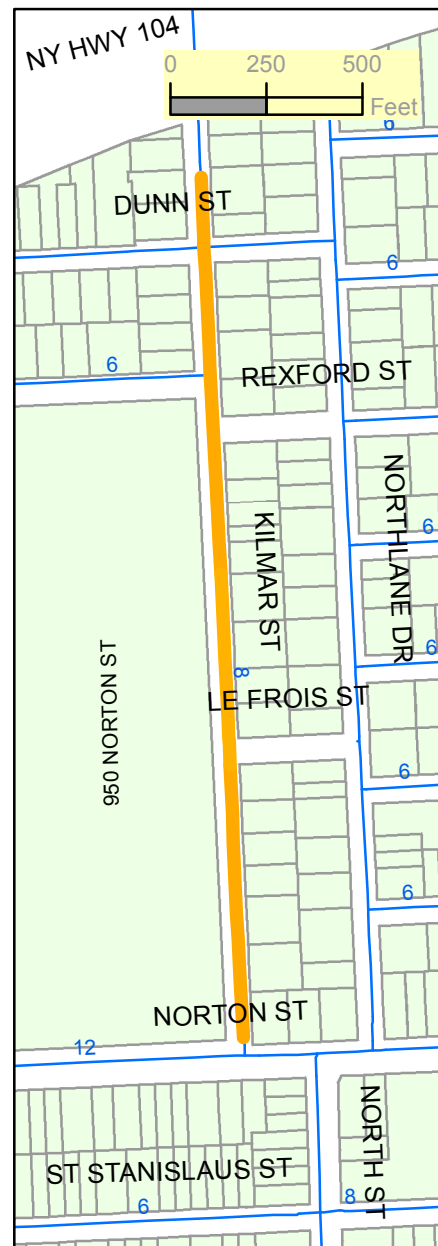 NY HWY 104
0 250 500
Feet
6
DUNN ST
6
6
REXFORD ST
NORTHLANE DR
KILMAR ST
6
950 NORTON ST
6
8
LE FROIS ST
6
6
NORTON ST
12
NORTH ST
ST STANISLAUS ST
6
8